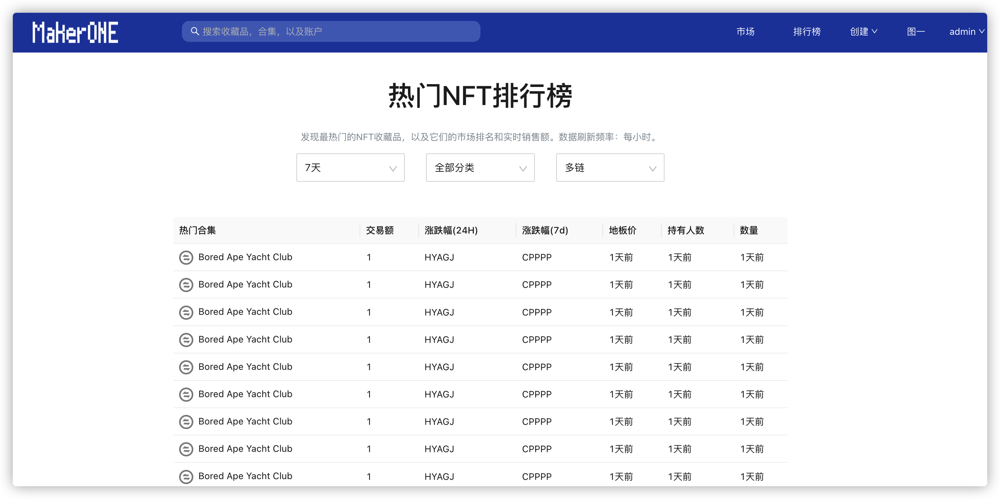 MakerONE 搜索收藏品，合集，以及账户 市场 排行榜 创建 图一 admin
热门NFT排行榜
发现最热门的NFT收藏品，以及它们的市场排名和实时销售额。数据刷新频率：每小时。
7天 全部分类 多链
热门合集 交易额 涨跌幅(24H) 涨跌幅(7d) 地板价 持有人数 数量
Bored Ape Yacht Club 1 HYAGJ CPPPP 1天前 1天前 1天前
Bored Ape Yacht Club 1 HYAGJ CPPPP 1天前 1天前 1天前
Bored Ape Yacht Club 1 HYAGJ CPPPP 1天前 1天前 1天前
Bored Ape Yacht Club 1 HYAGJ CPPPP 1天前 1天前 1天前
Bored Ape Yacht Club 1 HYAGJ CPPPP 1天前 1天前 1天前
Bored Ape Yacht Club 1 HYAGJ CPPPP 1天前 1天前 1天前
Bored Ape Yacht Club 1 HYAGJ CPPPP 1天前 1天前 1天前
Bored Ape Yacht Club 1 HYAGJ CPPPP 1天前 1天前 1天前
Bored Ape Yacht Club 1 HYAGJ CPPPP 1天前 1天前 1天前